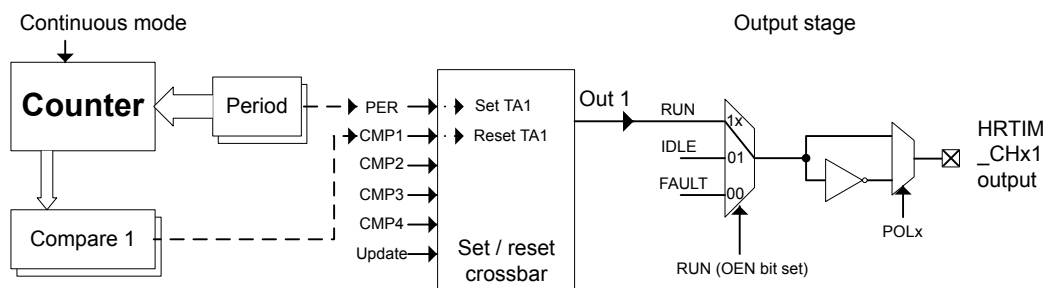 Continuous mode
Output stage
Counter
Period
PER
Set TA1
Out 1
RUN
1x
HRTIM
_CHx1
output
CMP1
Reset TA1
CMP2
IDLE
01
CMP3
FAULT
00
CMP4
POLx
Compare 1
Update
Set / reset
crossbar
RUN (OEN bit set)